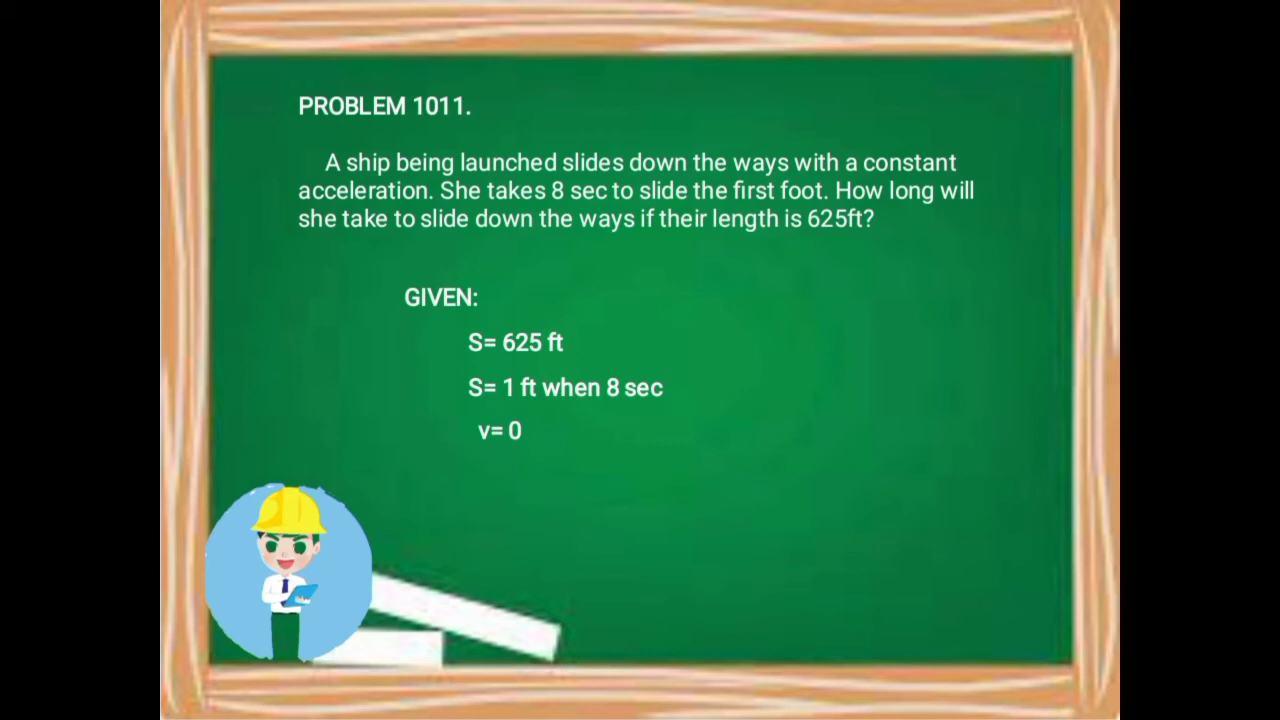 PROBLEM 1011.
A ship being launched slides down the ways with a constant
acceleration. She takes 8 sec to slide the first foot. How long will
she take to slide down the ways if their length is 625ft?
GIVEN:
S= 625 ft
S= 1 ft when 8 sec
v= 0